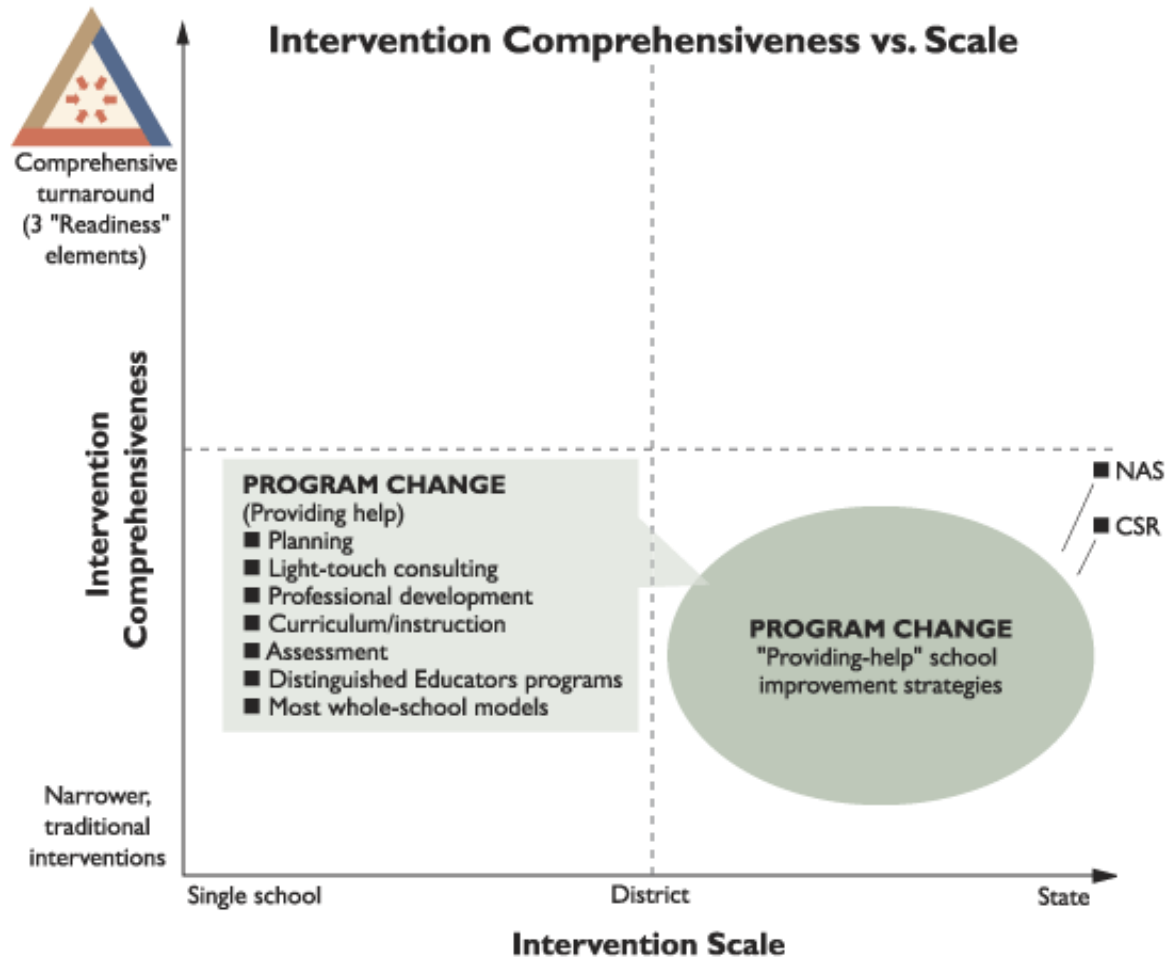 Intervention Comprehensiveness vs. Scale
Comprehensive
turnaround
(3 "Readiness"
elements)
Intervention
Comprehensiveness
PROGRAM CHANGE
(Providing help)
■ Planning
■ Light-touch consulting
■ Professional development
■ Curriculum/instruction
■ Assessment
■ Distinguished Educators programs
■ Most whole-school models
■ NAS
■ CSR
PROGRAM CHANGE
"Providing-help" school
improvement strategies
Narrower,
traditional
interventions
Single school
District
State
Intervention Scale